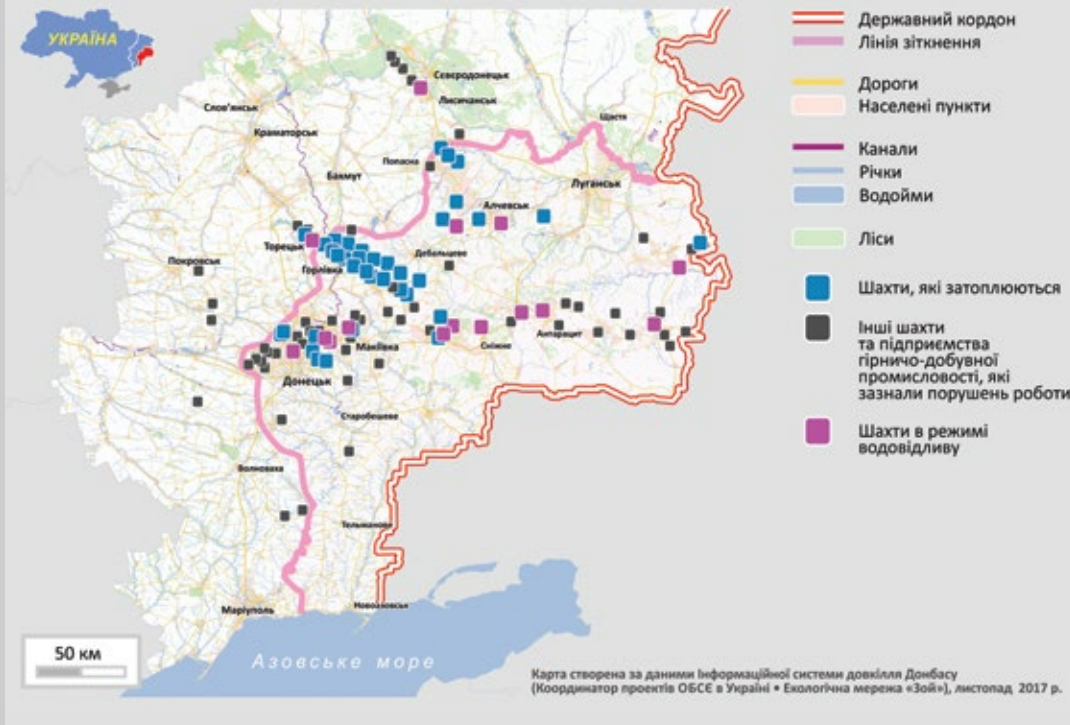 УКРАЇНА
Сєвєродонецьк
Лисичанськ
Слов'янськ
Краматорськ
Щастя
Попасна
Бахмут
Луганськ
Алчевськ
Торецьк
Дебальцеве
Покровськ
Горлівка
Антрацит
Макіївка
Сніжне
Донецьк
Старобешеве
Волноваха
Тельманове
Маріуполь
Новоазовськ
Азовське море
50 км
Державний кордон
Лінія зіткнення
Дороги
Населені пункти
Канали
Річки
Водойми
Ліси
Шахти, які затоплюються
Інші шахти
та підприємства
гірничо-добувної
промисловості, які
зазнали порушень роботи
Шахти в режимі
водовідливу
Карта створена за даними Інформаційної системи довкілля Донбасу
(Координатор проектів ОБСЄ в Україні • Екологічна мережа «Зой»), листопад 2017 р.